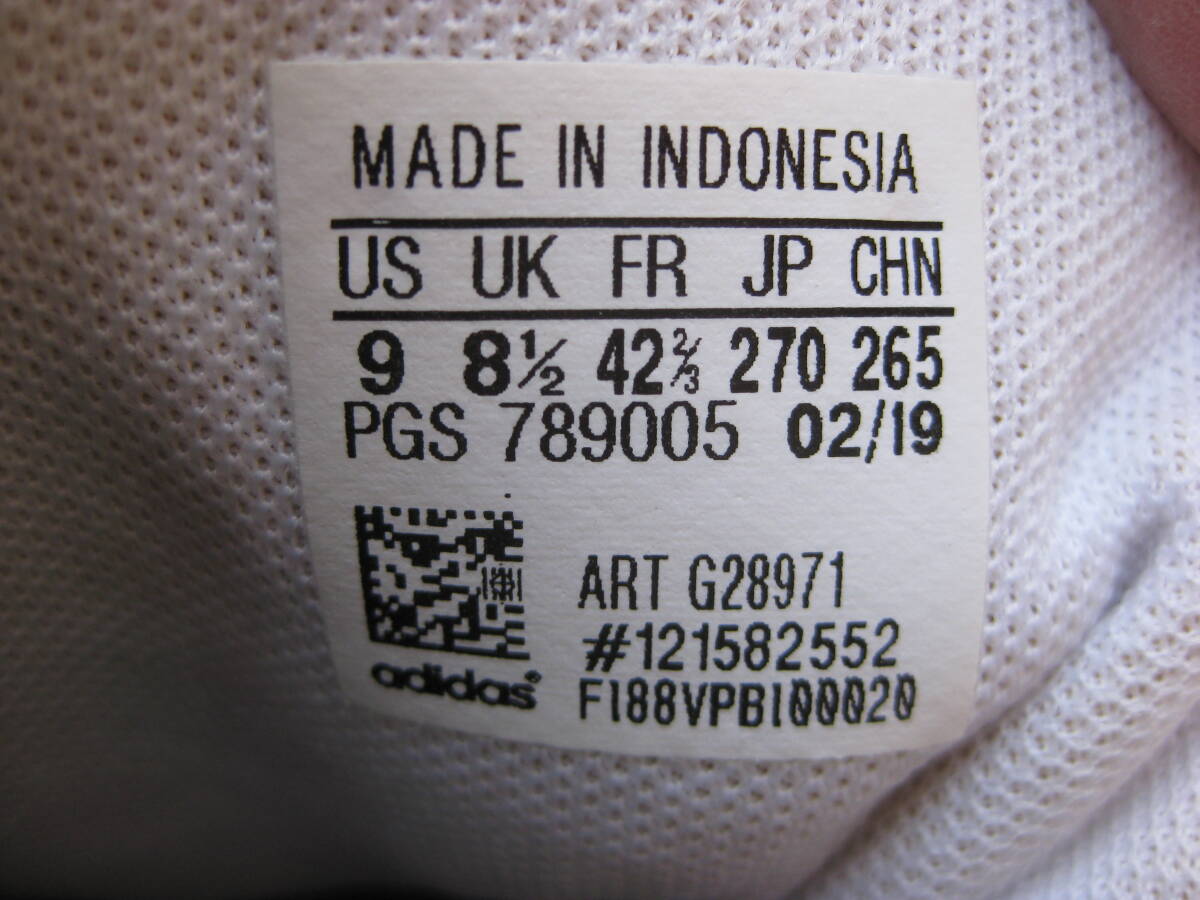 MADE IN INDONESIA
US UK FR JP CHN
9 8½ 42⅔ 270 265
PGS 789005 02/19
ART G28971
#121582552
F188VPB100020
adidas®